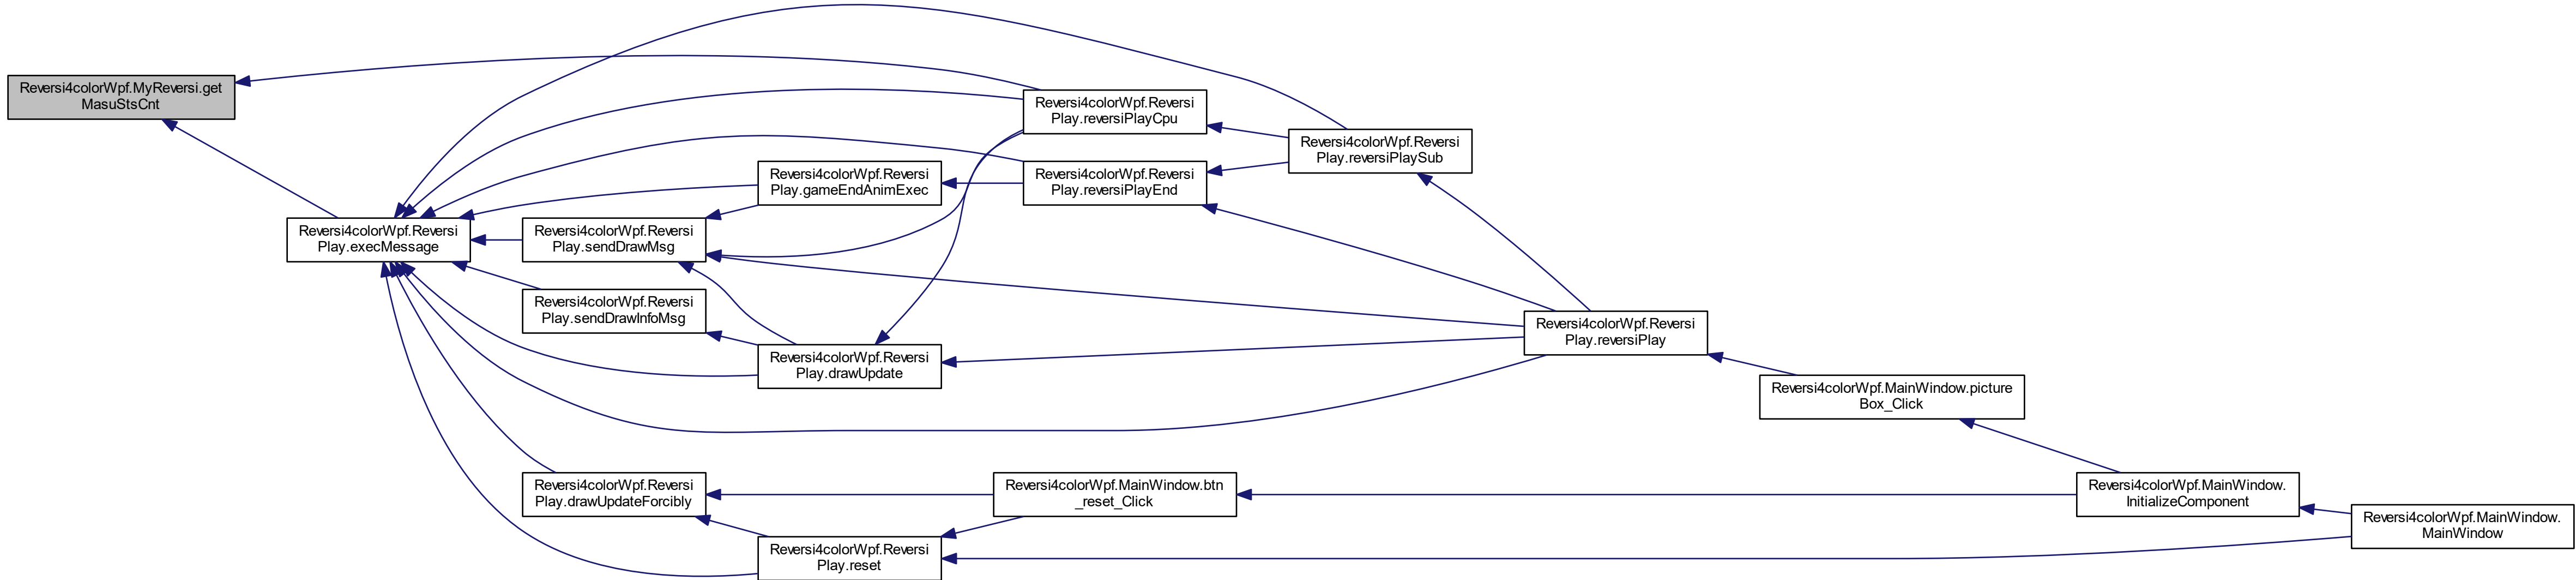 Reversi4colorWpf.MyReversi.get
MasuStsCnt
Reversi4colorWpf.Reversi
Play.execMessage
Reversi4colorWpf.Reversi
Play.reversiPlayCpu
Reversi4colorWpf.Reversi
Play.reversiPlaySub
Reversi4colorWpf.Reversi
Play.gameEndAnimExec
Reversi4colorWpf.Reversi
Play.reversiPlayEnd
Reversi4colorWpf.Reversi
Play.sendDrawMsg
Reversi4colorWpf.Reversi
Play.sendDrawInfoMsg
Reversi4colorWpf.Reversi
Play.drawUpdate
Reversi4colorWpf.Reversi
Play.reversiPlay
Reversi4colorWpf.MainWindow.picture
Box_Click
Reversi4colorWpf.Reversi
Play.drawUpdateForcibly
Reversi4colorWpf.MainWindow.btn
_reset_Click
Reversi4colorWpf.MainWindow.
InitializeComponent
Reversi4colorWpf.MainWindow.
MainWindow
Reversi4colorWpf.Reversi
Play.reset